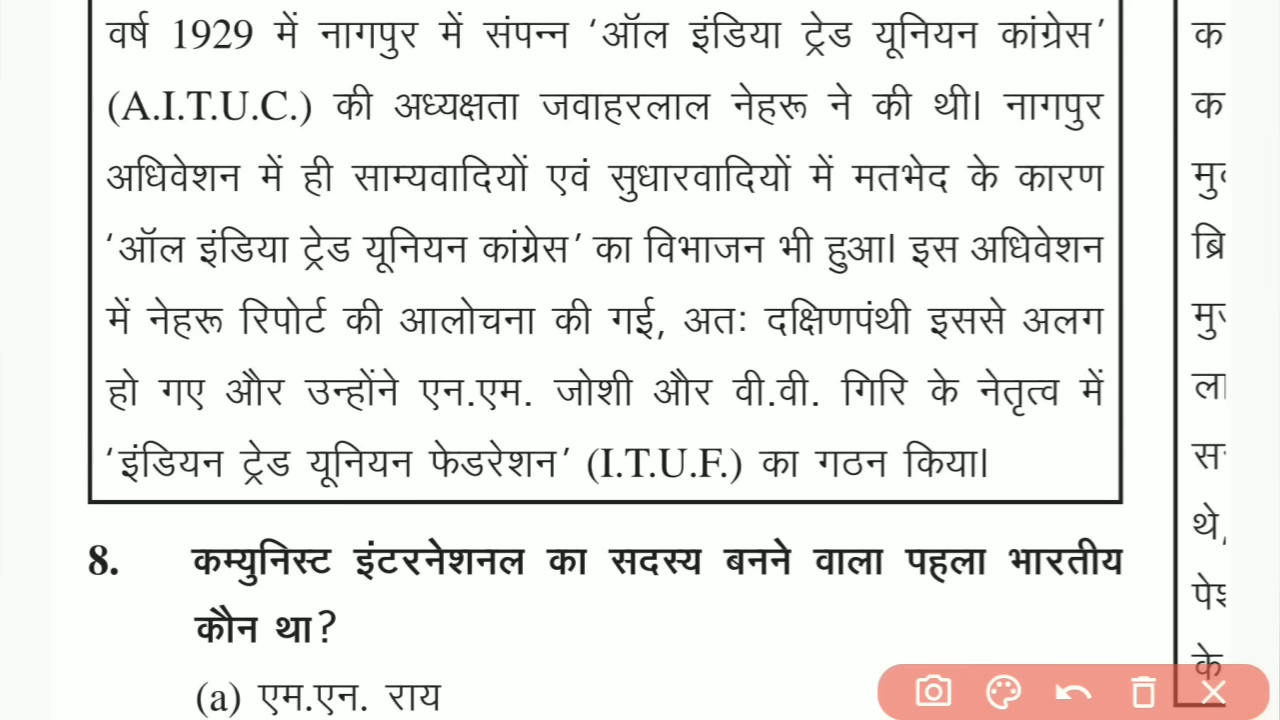 वर्ष 1929 में नागपुर में संपन्न ‘ऑल इंडिया ट्रेड यूनियन कांग्रेस’
(A.I.T.U.C.) की अध्यक्षता जवाहरलाल नेहरू ने की थी। नागपुर
अधिवेशन में ही साम्यवादियों एवं सुधारवादियों में मतभेद के कारण
‘ऑल इंडिया ट्रेड यूनियन कांग्रेस’ का विभाजन भी हुआ। इस अधिवेशन
में नेहरू रिपोर्ट की आलोचना की गई, अतः दक्षिणपंथी इससे अलग
हो गए और उन्होंने एन.एम. जोशी और वी.वी. गिरि के नेतृत्व में
‘इंडियन ट्रेड यूनियन फेडरेशन’ (I.T.U.F.) का गठन किया।
8. कम्युनिस्ट इंटरनेशनल का सदस्य बनने वाला पहला भारतीय
कौन था?
(a) एम.एन. राय
थे,
के